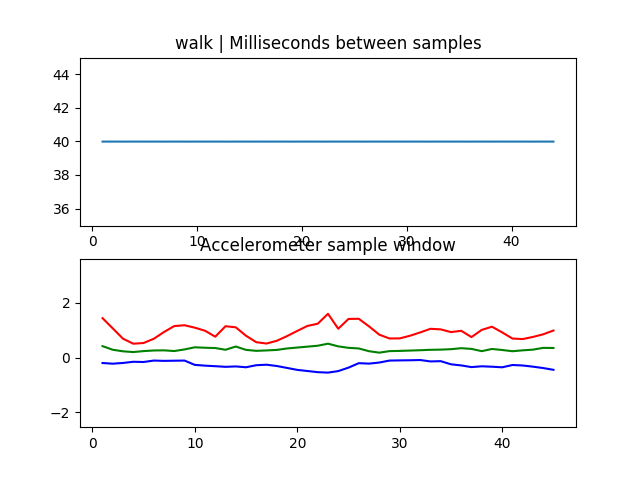 walk | Milliseconds between samples
44
42
40
38
36
0 10 20 30 40
Accelerometer sample window
2
0
−2
0 10 20 30 40